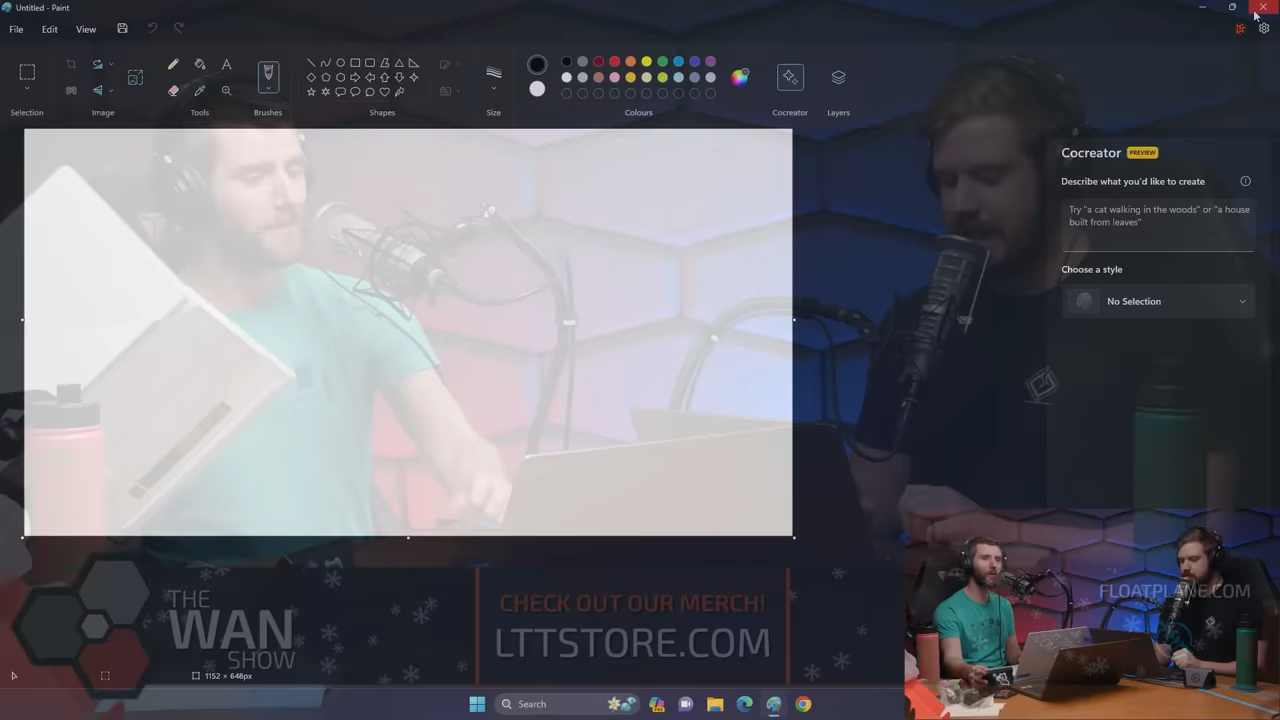 Untitled - Paint
File Edit View
Selection Image Tools Brushes Shapes Size Colours Cocreator Layers
Cocreator PREVIEW
Describe what you'd like to create
Try "a cat walking in the woods" or "a house
built from leaves"
Choose a style
No Selection
THE
WAN
SHOW
CHECK OUT OUR MERCH!
LTTSTORE.COM
FLOATPLANE.COM
1152 × 648px
Search